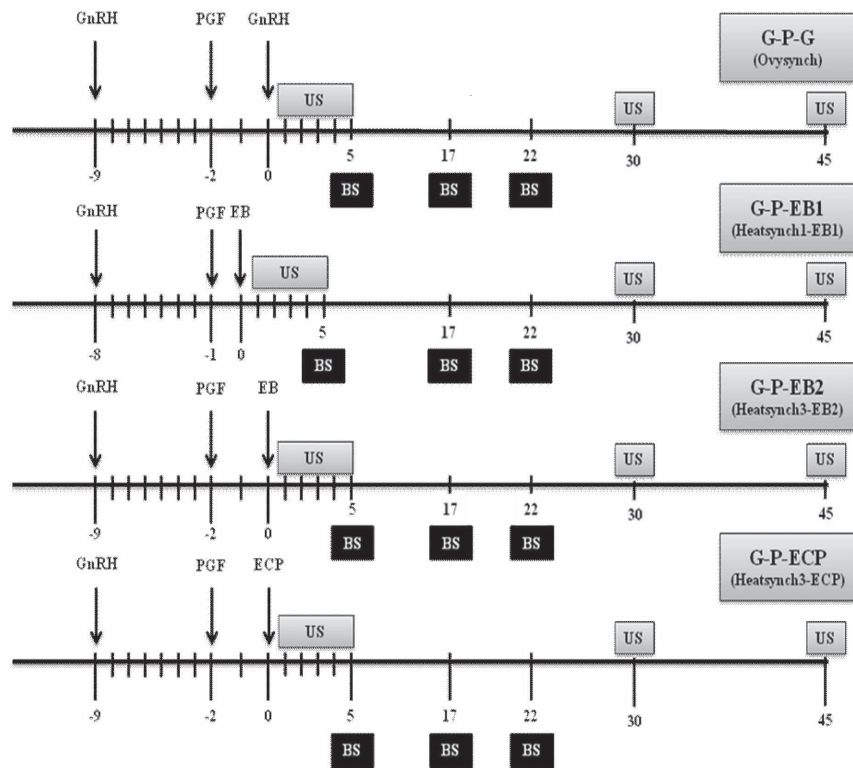 GnRH PGF GnRH
G-P-G
(Ovysynch)
US US US
5 17 22 30 45
-9 -2 0
BS BS BS
GnRH PGF EB
G-P-EB1
(Heatsynch1-EB1)
US US US
5 17 22 30 45
-8 -1 0
BS BS BS
GnRH PGF EB
G-P-EB2
(Heatsynch3-EB2)
US US US
5 17 22 30 45
-9 -2 0
BS BS BS
GnRH PGF ECP
G-P-ECP
(Heatsynch3-ECP)
US US US
-9 -2 0 5 17 22 30 45
BS BS BS